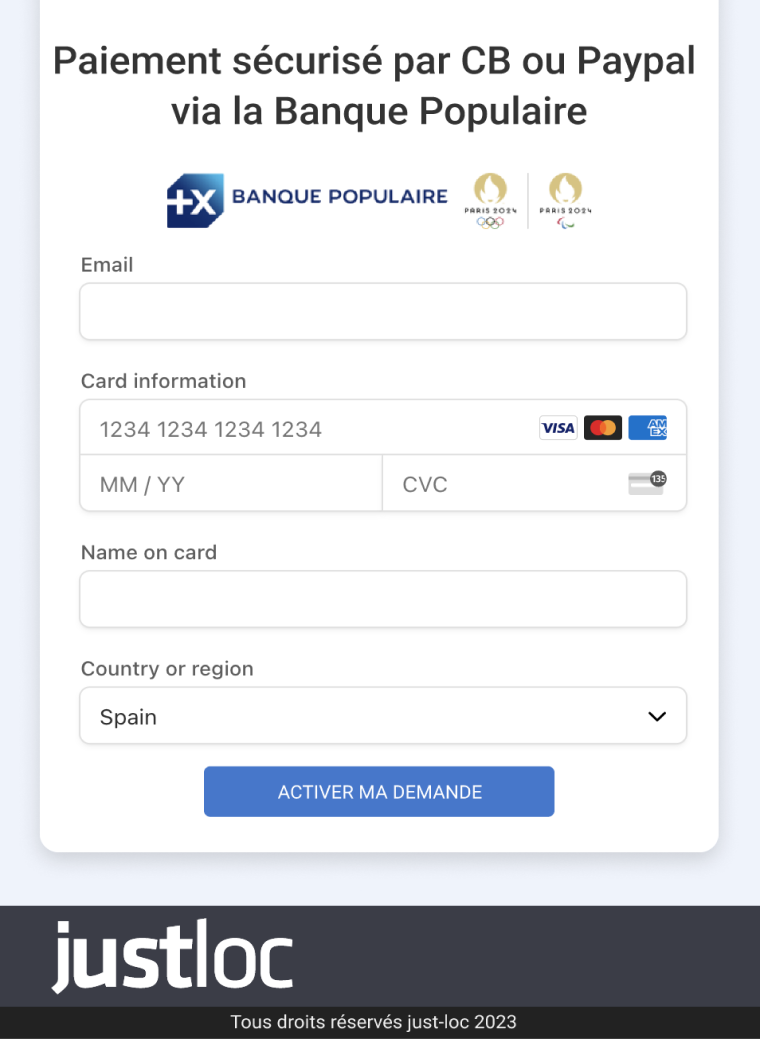 Paiement sécurisé par CB ou Paypal
via la Banque Populaire
+X BANQUE POPULAIRE
PARIS 2024 PARIS 2024
Email
Card information
1234 1234 1234 1234 VISA AMEX
MM / YY CVC 135
Name on card
Country or region
Spain
ACTIVER MA DEMANDE
justloc
Tous droits réservés just-loc 2023